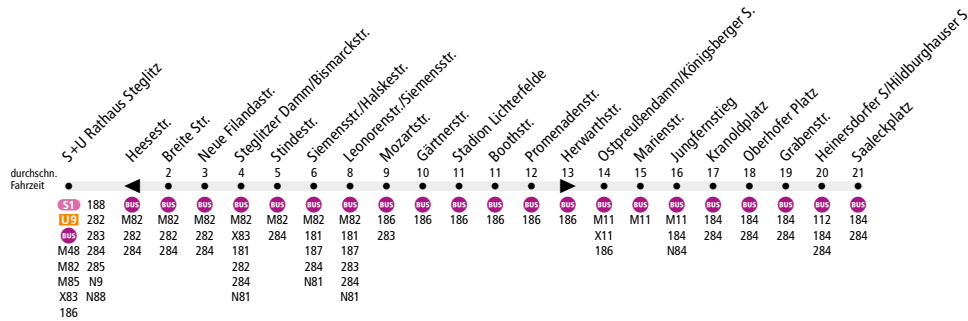 S+U Rathaus Steglitz
Heesestr.
Breite Str.
Neue Filandastr.
Steglitzer Damm/Bismarckstr.
Stindestr.
Siemensstr./Halskestr.
Leonorenstr./Siemensstr.
Mozartstr.
Gärtnerstr.
Stadion Lichterfelde
Boothstr.
Promenadenstr.
Herwarthstr.
Ostpreußendamm/Königsberger S.
Marienstr.
Jungfernstieg
Kranoldplatz
Oberhofer Platz
Grabenstr.
Heinersdorfer S/Hildburghauser S
Saaleckplatz
durchschn. 2 3 4 5 6 8 9 10 11 11 12 13 14 15 16 17 18 19 20 21
Fahrzeit
S1 188 BUS BUS BUS BUS BUS BUS BUS BUS BUS BUS BUS BUS BUS BUS BUS BUS BUS BUS BUS BUS BUS
U9 282 M82 M82 M82 M82 M82 M82 M82 186 186 186 186 186 186 M11 M11 M11 184 184 184 112 184
BUS 283 282 282 282 X83 284 181 181 283 X11 184 284 284 284 184 284
M48 284 284 284 284 181 187 187 186 N84 284
M82 285 282 284 283
M85 N9 284 N81 284
X83 N88 N81 N81
186